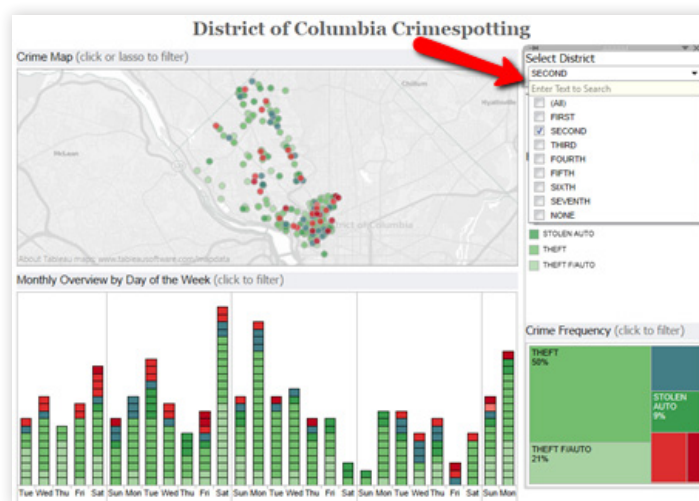 District of Columbia Crimespotting
Crime Map (click or lasso to filter)
Chillum
Hyattsville
McLean
District of Columbia
About Tableau maps: www.tableausoftware.com/mapdata
Select District
SECOND
Enter Text to Search
(All)
FIRST
SECOND
THIRD
FOURTH
FIFTH
SIXTH
SEVENTH
NONE
STOLEN AUTO
THEFT
THEFT F/AUTO
Monthly Overview by Day of the Week (click to filter)
Tue Wed Thu Fri Sat Sun Mon Tue Wed Thu Fri Sat Sun Mon Tue Wed Thu Fri Sat Sun Mon Tue Wed Thu Fri Sat Sun Mon
Crime Frequency (click to filter)
THEFT
50%
STOLEN
AUTO
9%
THEFT F/AUTO
21%